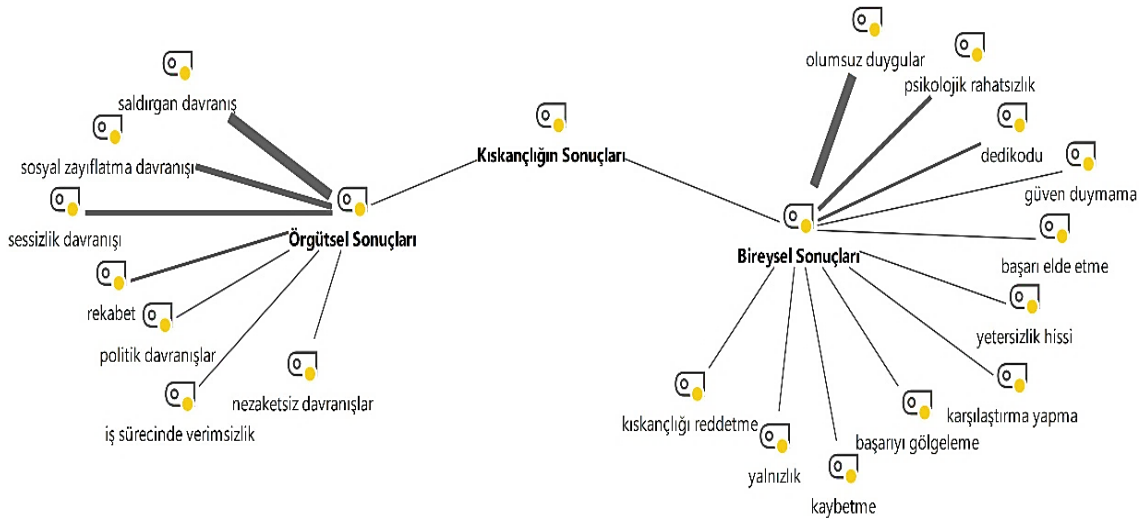 Kıskançlığın Sonuçları
Örgütsel Sonuçları
saldırgan davranış
sosyal zayıflatma davranışı
sessizlik davranışı
rekabet
politik davranışlar
iş sürecinde verimsizlik
nezaketsiz davranışlar
Bireysel Sonuçları
olumsuz duygular
psikolojik rahatsızlık
dedikodu
güven duymama
başarı elde etme
yetersizlik hissi
karşılaştırma yapma
başarıyı gölgeleme
kaybetme
yalnızlık
kıskançlığı reddetme